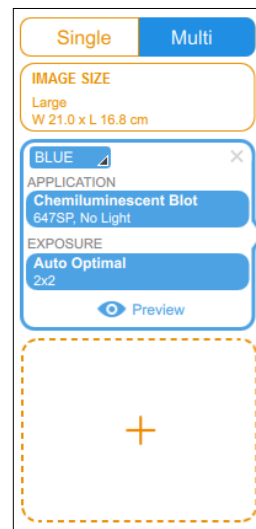 Single Multi
IMAGE SIZE
Large
W 21.0 x L 16.8 cm
BLUE
APPLICATION
Chemiluminescent Blot
647SP, No Light
EXPOSURE
Auto Optimal
2x2
Preview